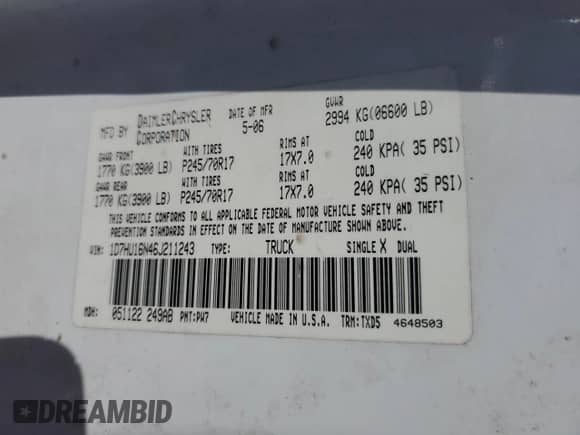 MFD BY DAIMLERCHRYSLER CORPORATION DATE OF MFR 5-06 GVWR 2994 KG(06600 LB)
GAWR FRONT WITH TIRES RIMS AT COLD
1770 KG(3900 LB) P245/70R17 17X7.0 240 KPA( 35 PSI)
GAWR REAR WITH TIRES RIMS AT COLD
1770 KG(3900 LB) P245/70R17 17X7.0 240 KPA( 35 PSI)
THIS VEHICLE CONFORMS TO ALL APPLICABLE FEDERAL MOTOR VEHICLE SAFETY AND THEFT
PREVENTION STANDARDS IN EFFECT ON THE DATE OF MANUFACTURE SHOWN ABOVE.
VIN: 1D7HU16N46J211243 TYPE: TRUCK SINGLE X DUAL
MDH: 051122 249AB PNT:PW7 VEHICLE MADE IN U.S.A. TRM:TXD5 4648503
DREAMBID